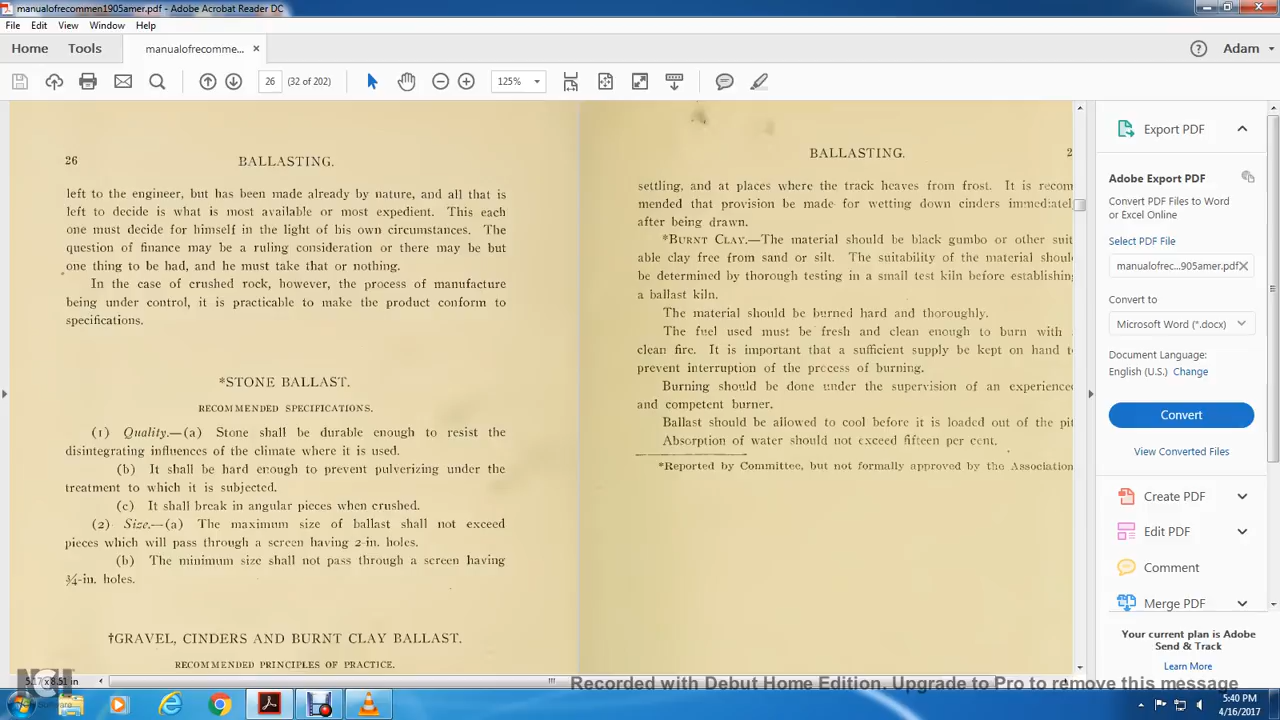 manualofrecommen1905amer.pdf - Adobe Acrobat Reader DC
File Edit View Window Help
Home Tools manualofrecomme... × Adam
26 (32 of 202) 125%
26 BALLASTING.
left to the engineer, but has been made already by nature, and all that is
left to decide is what is most available or most expedient. This each
one must decide for himself in the light of his own circumstances. The
question of finance may be a ruling consideration or there may be but
one thing to be had, and he must take that or nothing.
In the case of crushed rock, however, the process of manufacture
being under control, it is practicable to make the product conform to
specifications.
*STONE BALLAST.
RECOMMENDED SPECIFICATIONS.
(1) Quality.—(a) Stone shall be durable enough to resist the
disintegrating influences of the climate where it is used.
(b) It shall be hard enough to prevent pulverizing under the
treatment to which it is subjected.
(c) It shall break in angular pieces when crushed.
(2) Size.—(a) The maximum size of ballast shall not exceed
pieces which will pass through a screen having 2-in. holes.
(b) The minimum size shall not pass through a screen having
¾-in. holes.
†GRAVEL, CINDERS AND BURNT CLAY BALLAST.
RECOMMENDED PRINCIPLES OF PRACTICE.
BALLASTING. 2
settling, and at places where the track heaves from frost. It is recom
mended that provision be made for wetting down cinders immediatel
after being drawn.
*BURNT CLAY.—The material should be black gumbo or other suit
able clay free from sand or silt. The suitability of the material shoul
be determined by thorough testing in a small test kiln before establishing
a ballast kiln.
The material should be burned hard and thoroughly.
The fuel used must be fresh and clean enough to burn with
clean fire. It is important that a sufficient supply be kept on hand t
prevent interruption of the process of burning.
Burning should be done under the supervision of an experienced
and competent burner.
Ballast should be allowed to cool before it is loaded out of the pit
Absorption of water should not exceed fifteen per cent.
*Reported by Committee, but not formally approved by the Association
Export PDF
Adobe Export PDF
Convert PDF Files to Word
or Excel Online
Select PDF File
manualofrec...905amer.pdf
Convert to
Microsoft Word (*.docx)
Document Language:
English (U.S.) Change
Convert
View Converted Files
Create PDF
Edit PDF
Comment
Merge PDF
Your current plan is Adobe
Send & Track
Learn More
5.17 x 8.51 in
NCH
Software
Recorded with Debut Home Edition. Upgrade to Pro to remove this message
5:40 PM
4/16/2017